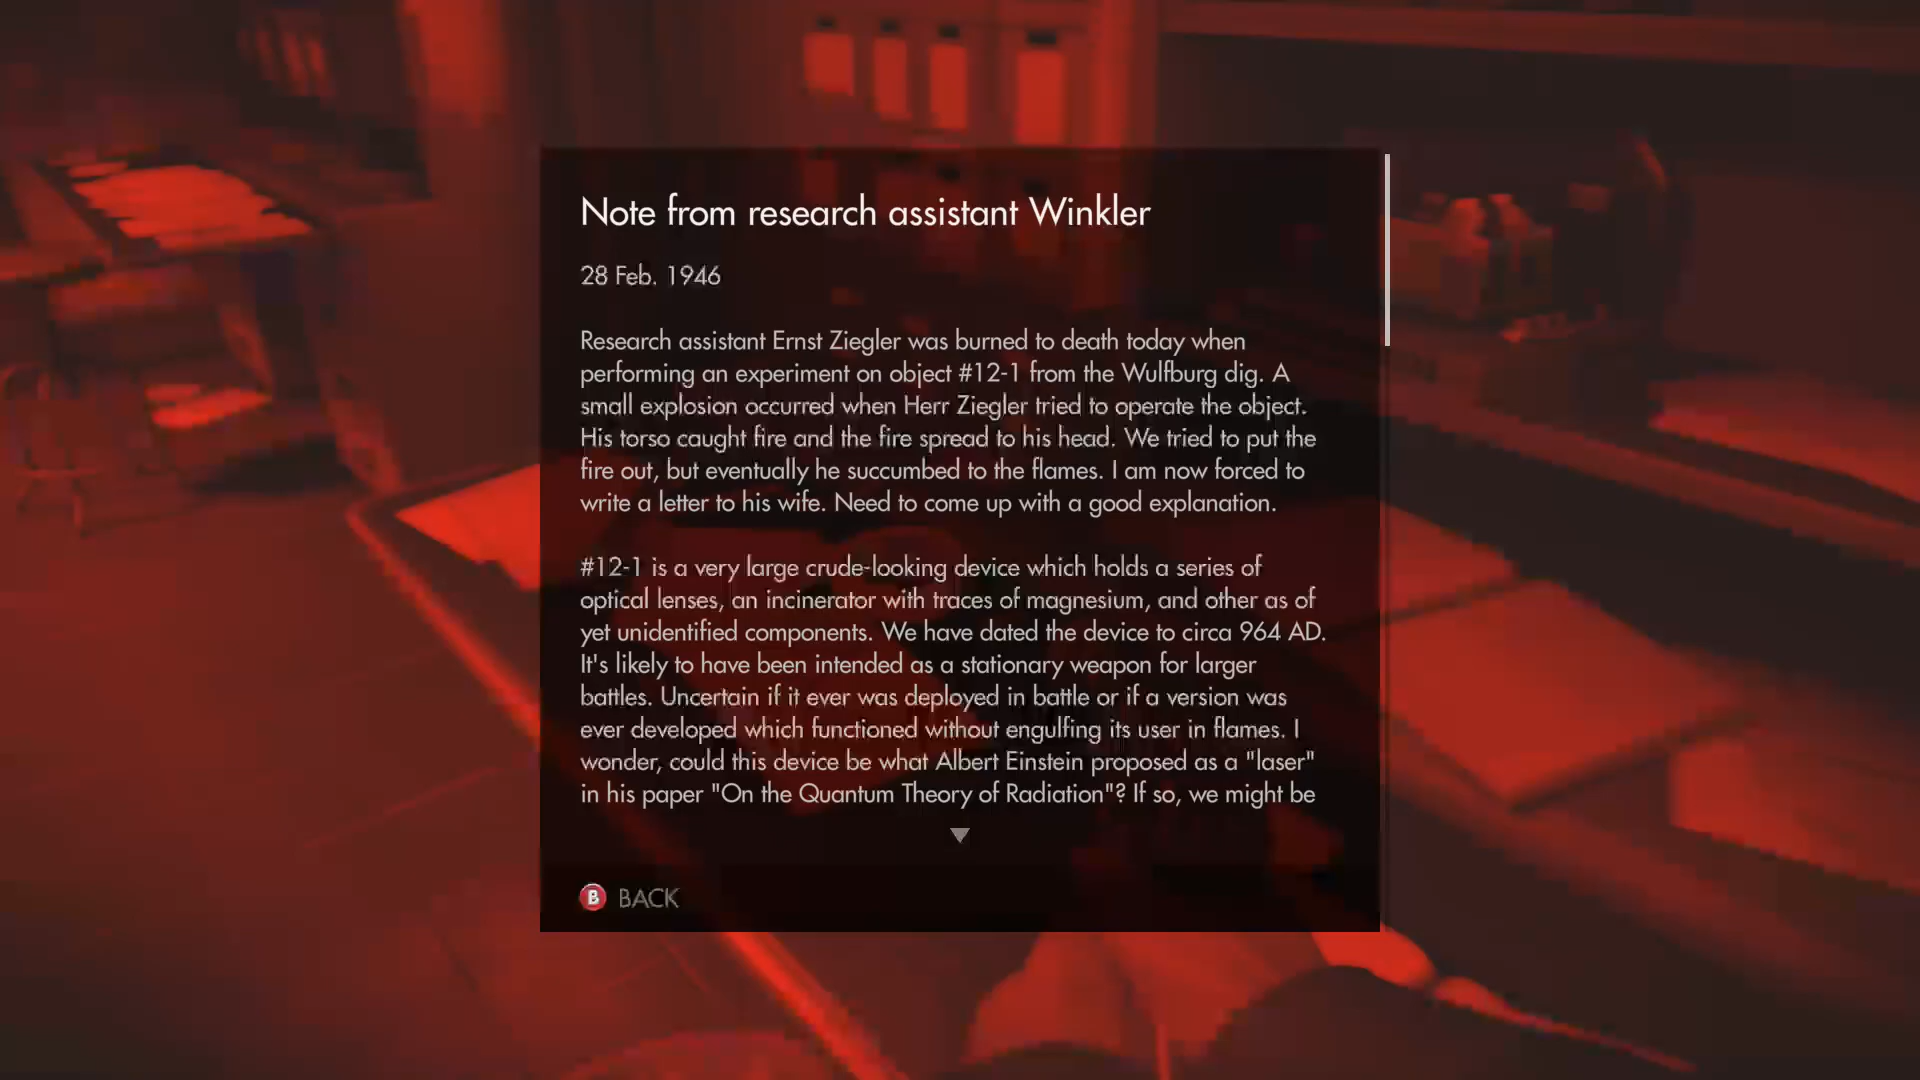 Note from research assistant Winkler
28 Feb. 1946
Research assistant Ernst Ziegler was burned to death today when
performing an experiment on object #12-1 from the Wulfburg dig. A
small explosion occurred when Herr Ziegler tried to operate the object.
His torso caught fire and the fire spread to his head. We tried to put the
fire out, but eventually he succumbed to the flames. I am now forced to
write a letter to his wife. Need to come up with a good explanation.
#12-1 is a very large crude-looking device which holds a series of
optical lenses, an incinerator with traces of magnesium, and other as of
yet unidentified components. We have dated the device to circa 964 AD.
It's likely to have been intended as a stationary weapon for larger
battles. Uncertain if it ever was deployed in battle or if a version was
ever developed which functioned without engulfing its user in flames. I
wonder, could this device be what Albert Einstein proposed as a "laser"
in his paper "On the Quantum Theory of Radiation"? If so, we might be
B BACK